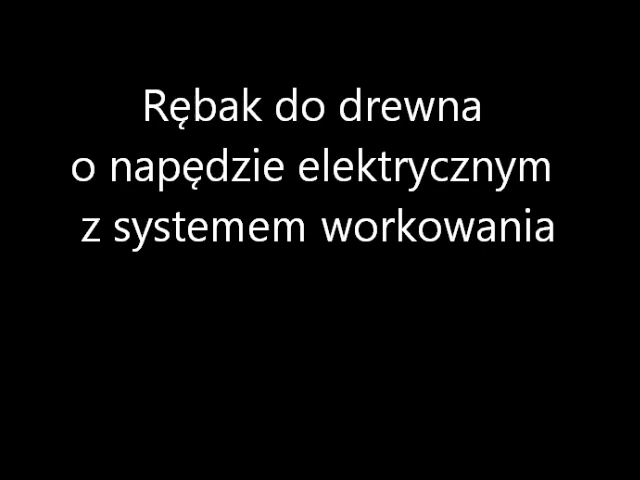 Rębak do drewna
o napędzie elektrycznym
z systemem workowania